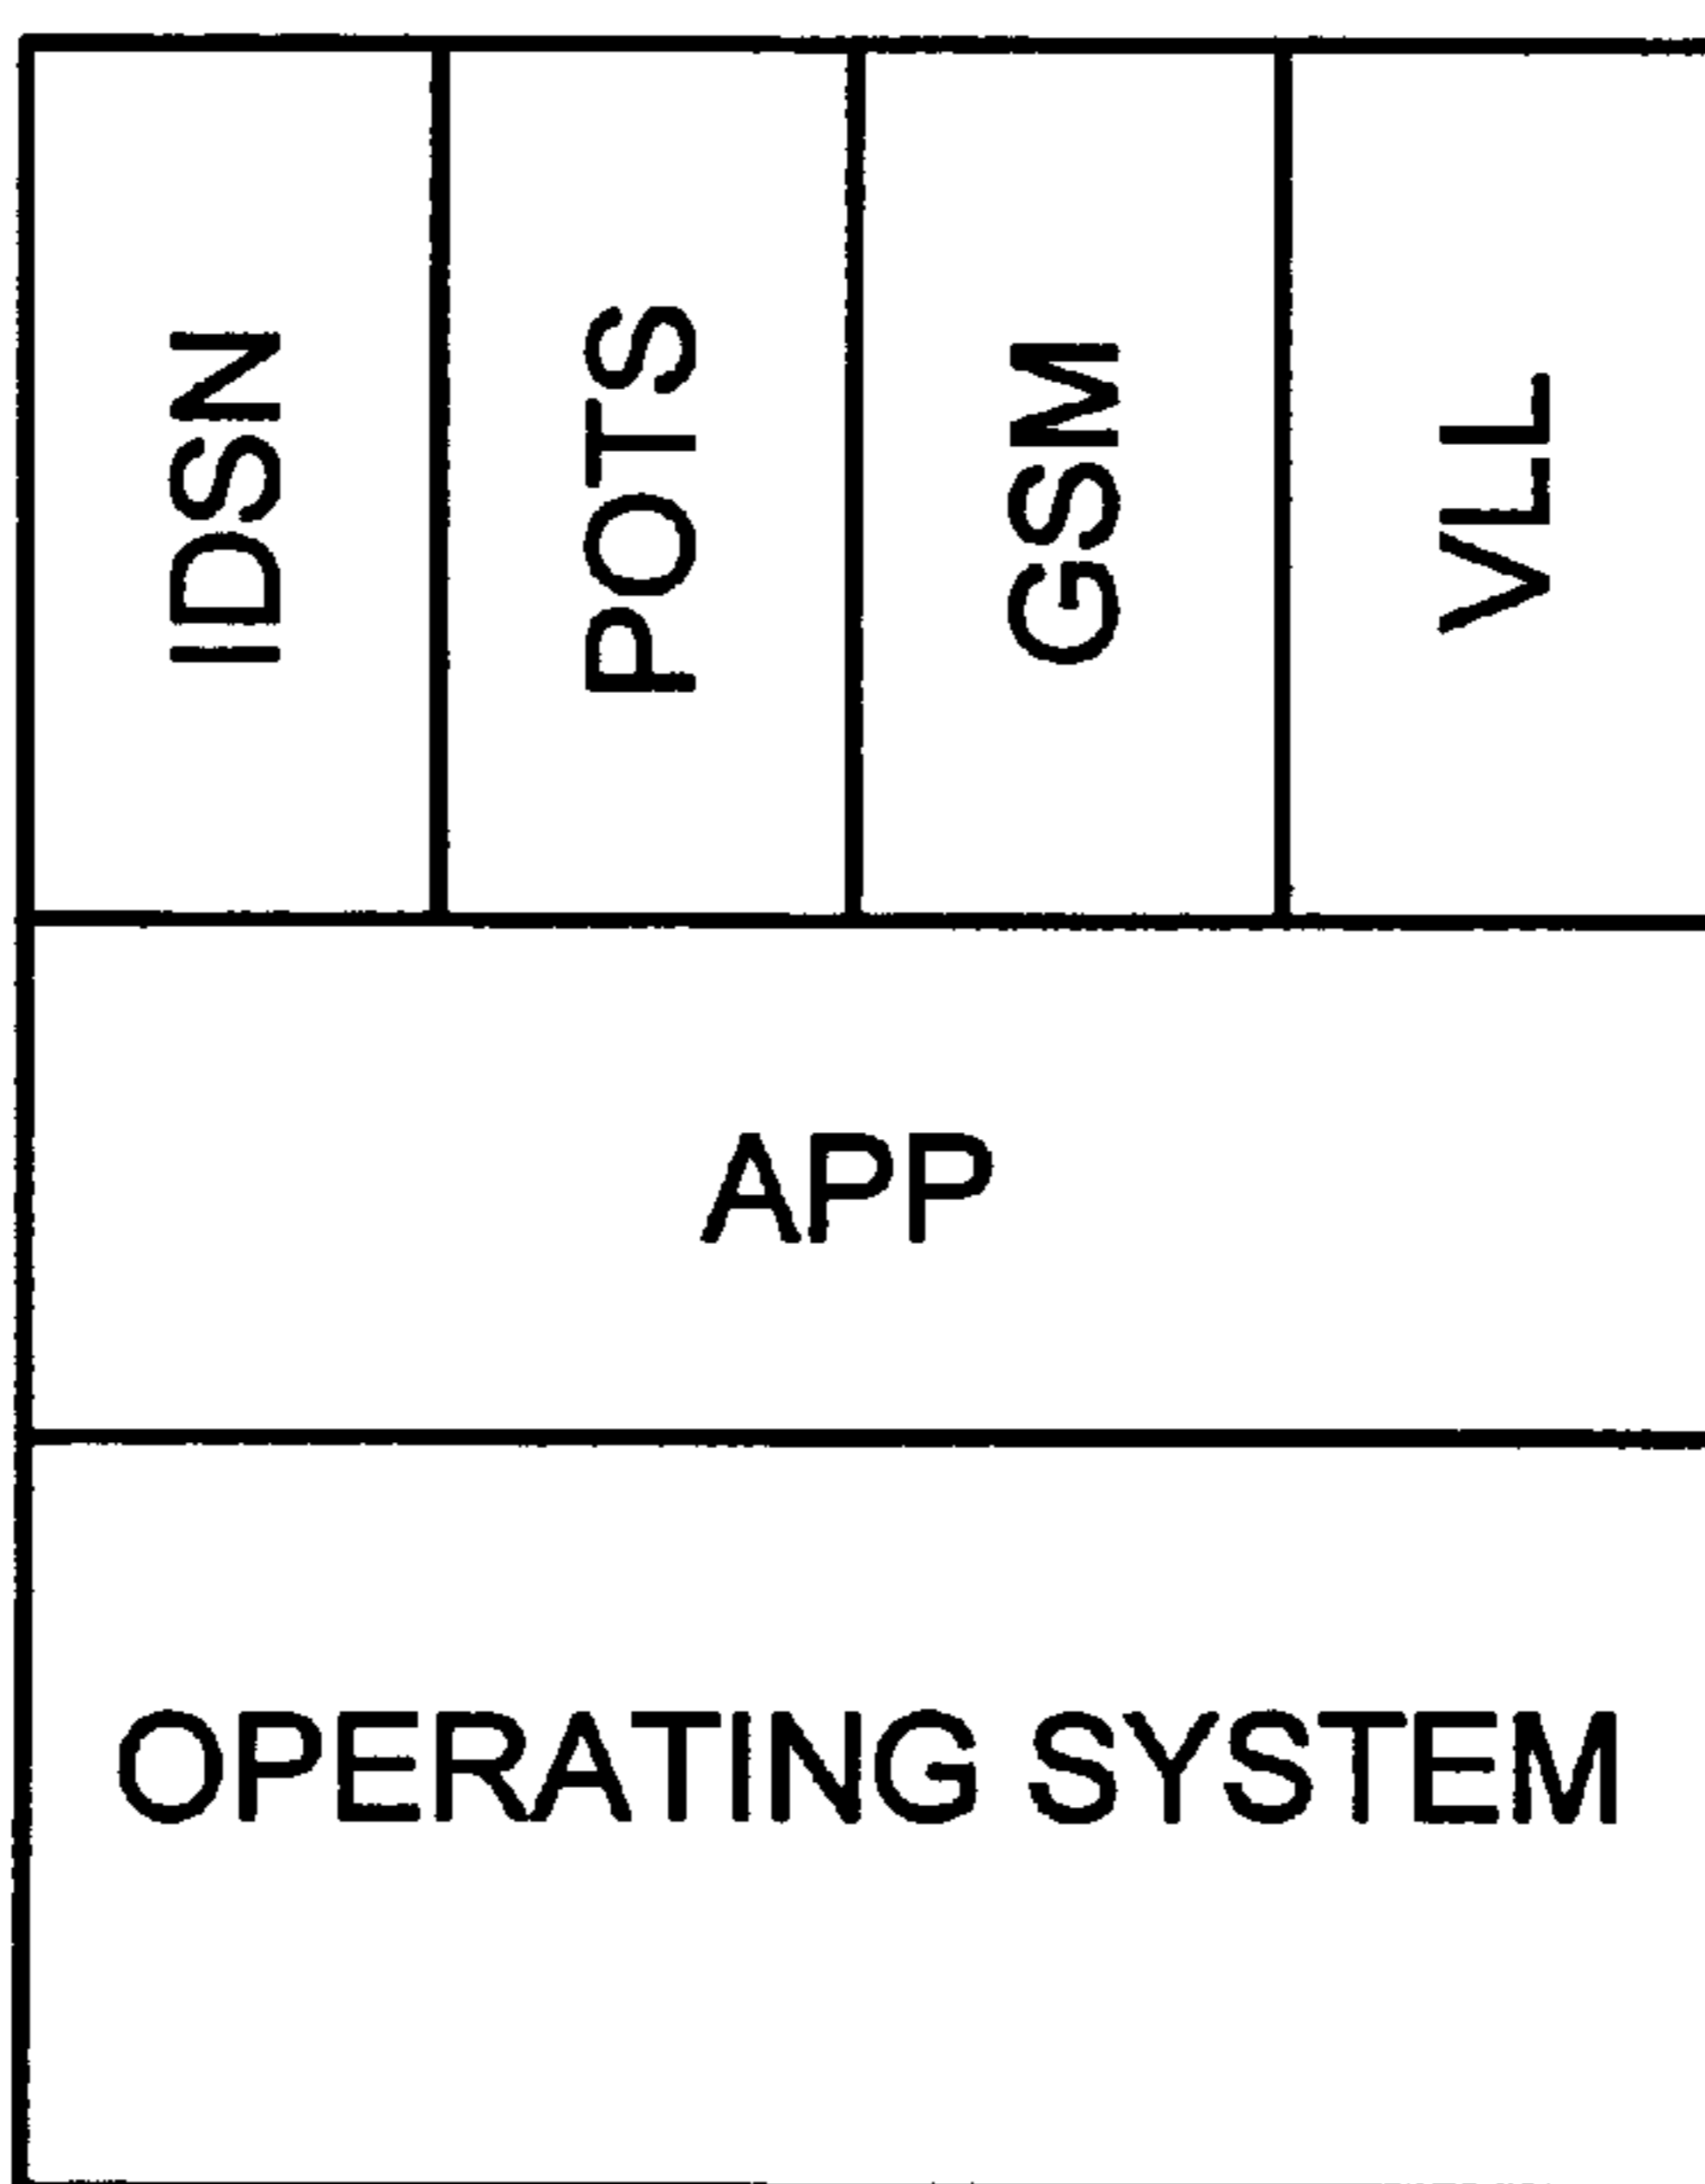 IDSN
POTS
GSM
VLL
APP
OPERATING SYSTEM